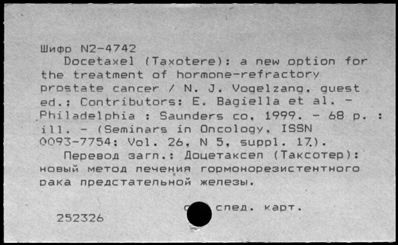 Шифр N2-4742
Docetaxel (Taxotere): a new option for
the treatment of hormone-refractory
prostate cancer / N. J. Vogelzang, guest
ed.; Contributors: E. Bagiella et al. -
Philadelphia : Saunders co, 1999. - 68 p. :
ill. - (Seminars in Oncology, ISSN
0093-7754; Vol. 26, N 5, suppl. 17).
Перевод загл.: Доцетаксел (Таксотер):
новый метод лечения гормонорезистентного
рака предстательной железы.
след. карт.
252326